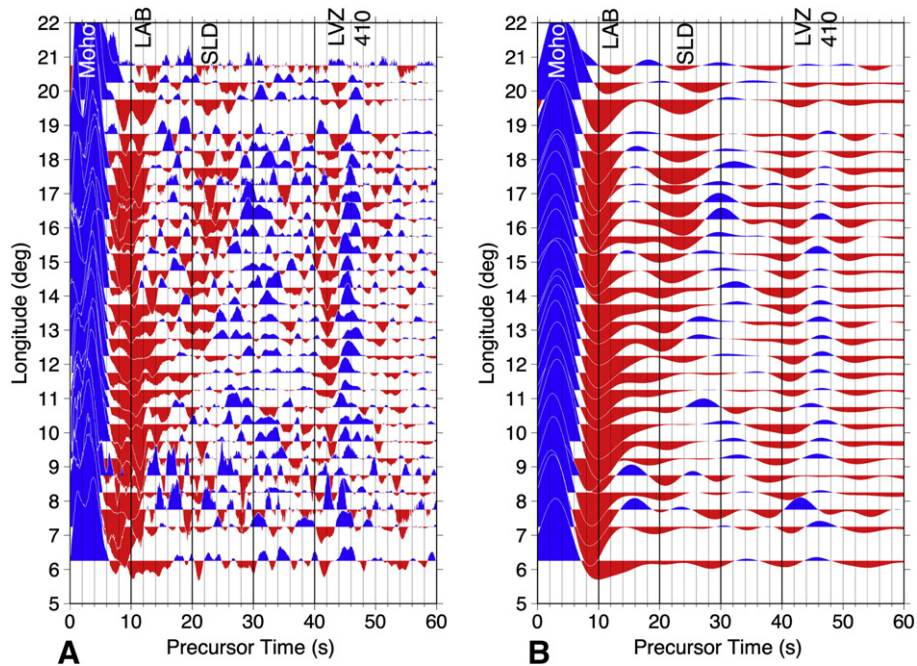 22
21
20
19
18
17
16
15
14
13
12
11
10
9
8
7
6
5
Longitude (deg)
Moho
LAB
SLD
LVZ
410
0 10 20 30 40 50 60
Precursor Time (s)
A
22
21
20
19
18
17
16
15
14
13
12
11
10
9
8
7
6
5
Longitude (deg)
Moho
LAB
SLD
LVZ
410
0 10 20 30 40 50 60
Precursor Time (s)
B